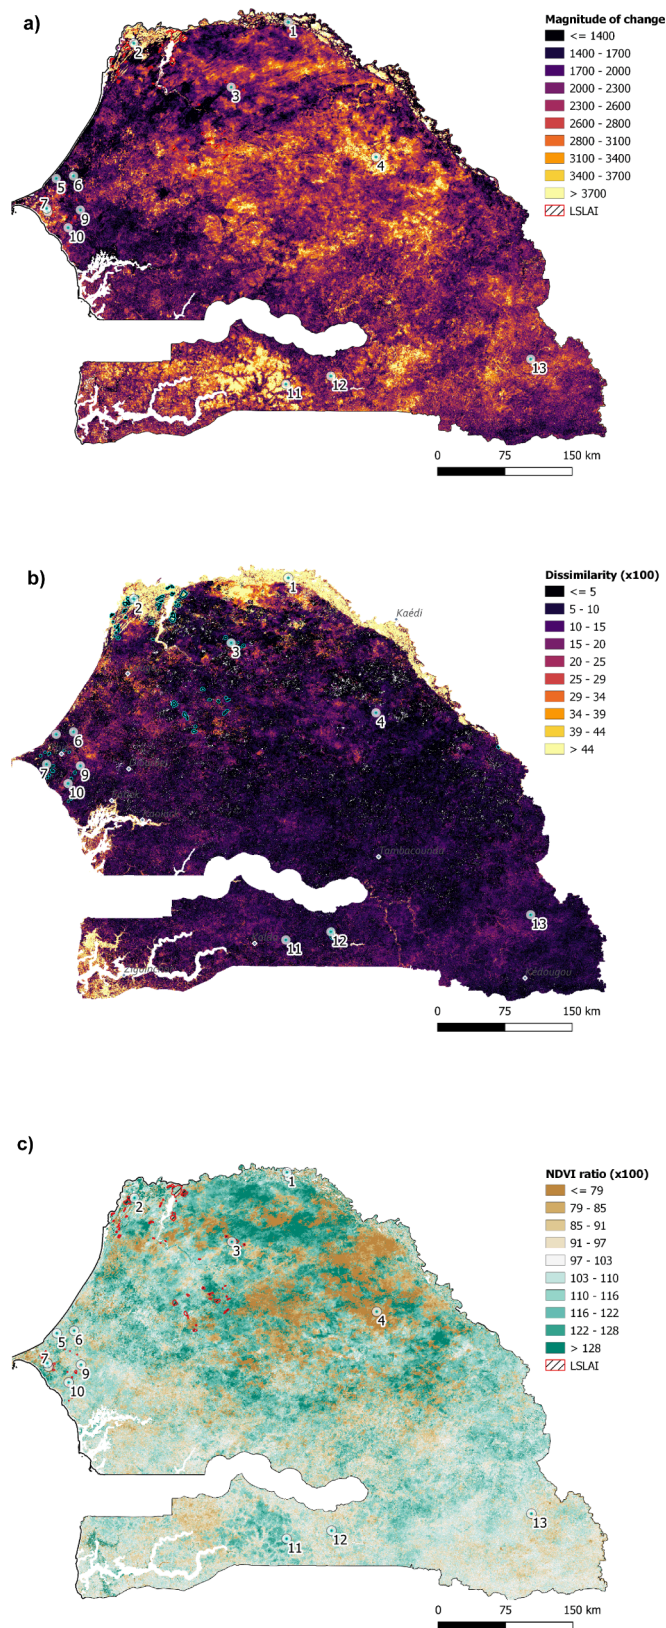 a)
Magnitude of change
<= 1400
1400 - 1700
1700 - 2000
2000 - 2300
2300 - 2600
2600 - 2800
2800 - 3100
3100 - 3400
3400 - 3700
> 3700
LSLAI
1
2
3
4
5
6
7
9
10
11
12
13
0 75 150 km
b)
Dissimilarity (x100)
<= 5
5 - 10
10 - 15
15 - 20
20 - 25
25 - 29
29 - 34
34 - 39
39 - 44
> 44
1
2
Kaédi
3
4
6
7
9
10
Tambacounda
11
12
13
Kédougou
0 75 150 km
c)
NDVI ratio (x100)
<= 79
79 - 85
85 - 91
91 - 97
97 - 103
103 - 110
110 - 116
116 - 122
122 - 128
> 128
LSLAI
1
2
3
4
5
6
7
9
10
11
12
13
0 75 150 km